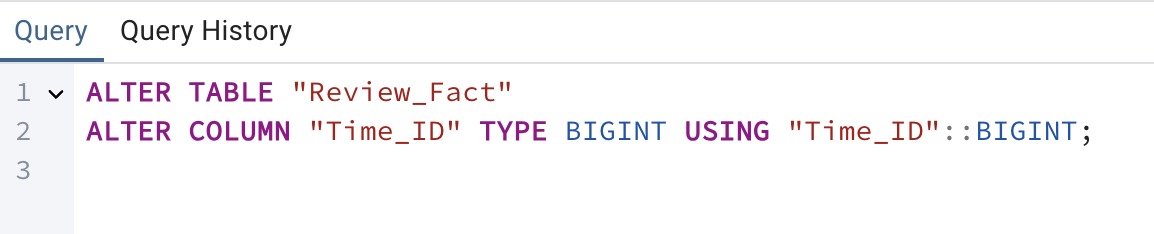 Query Query History
1 ALTER TABLE "Review_Fact"
2 ALTER COLUMN "Time_ID" TYPE BIGINT USING "Time_ID"::BIGINT;
3